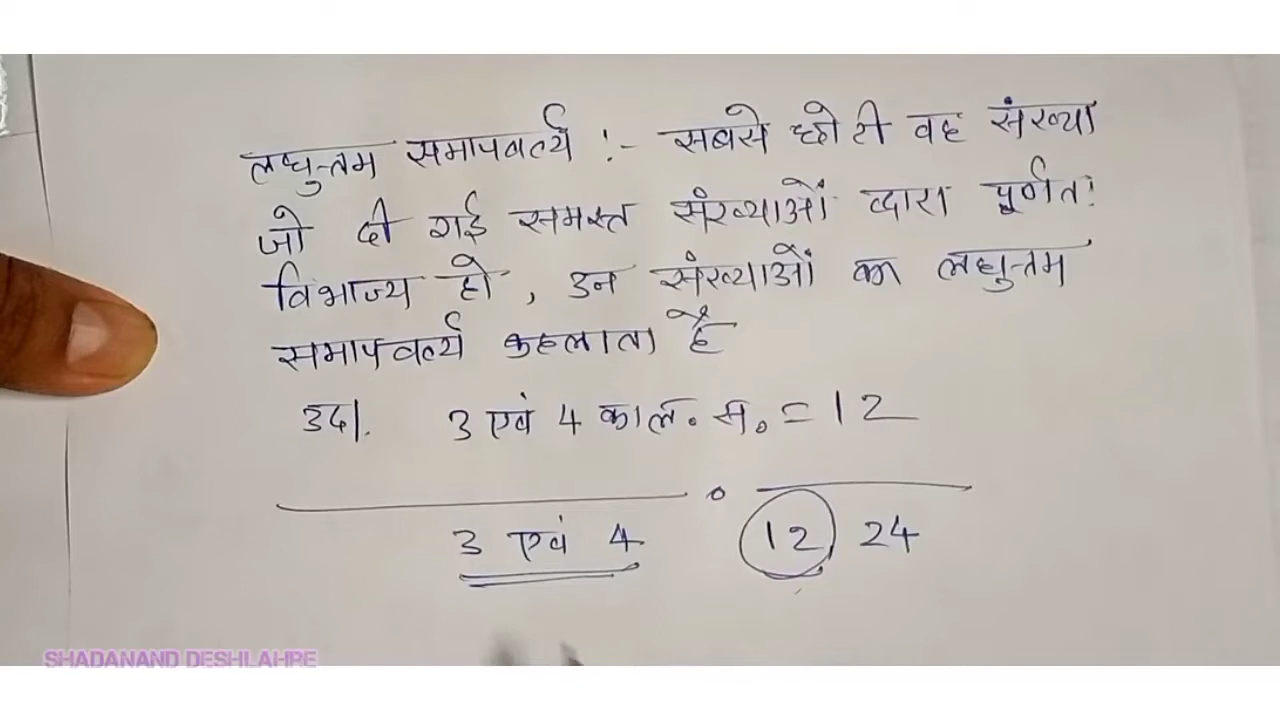 लघुत्तम समापवर्त्य :- सबसे छोटी वह संख्या
जो दी गई समस्त संख्याओं द्वारा पूर्णतः
विभाज्य हो , उन संख्याओं का लघुत्तम
समापवर्त्य कहलाता है
उदा. 3 एवं 4 का ल॰ स॰ = 12
3 एवं 4 12 24
SHADANAND DESHLAHRE